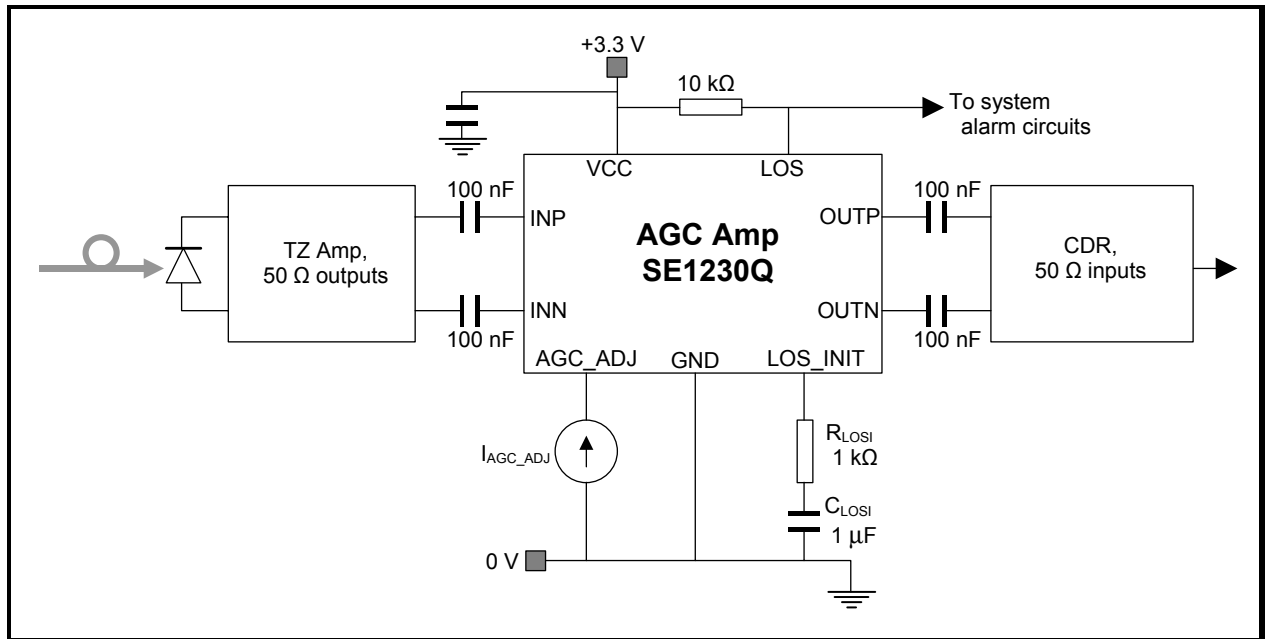 +3.3 V
10 kΩ
To system
alarm circuits
VCC
LOS
100 nF
100 nF
INP
OUTP
TZ Amp,
50 Ω outputs
AGC Amp
SE1230Q
CDR,
50 Ω inputs
INN
OUTN
100 nF
100 nF
AGC_ADJ
GND
LOS_INIT
IAGC_ADJ
RLOSI
1 kΩ
CLOSI
1 µF
0 V